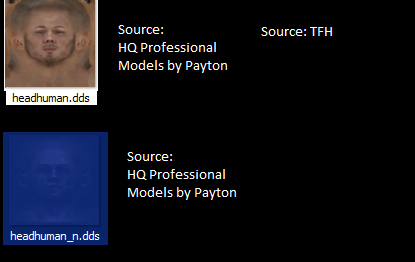 Source:
HQ Professional
Models by Payton
Source: TFH
headhuman.dds
Source:
HQ Professional
Models by Payton
headhuman_n.dds